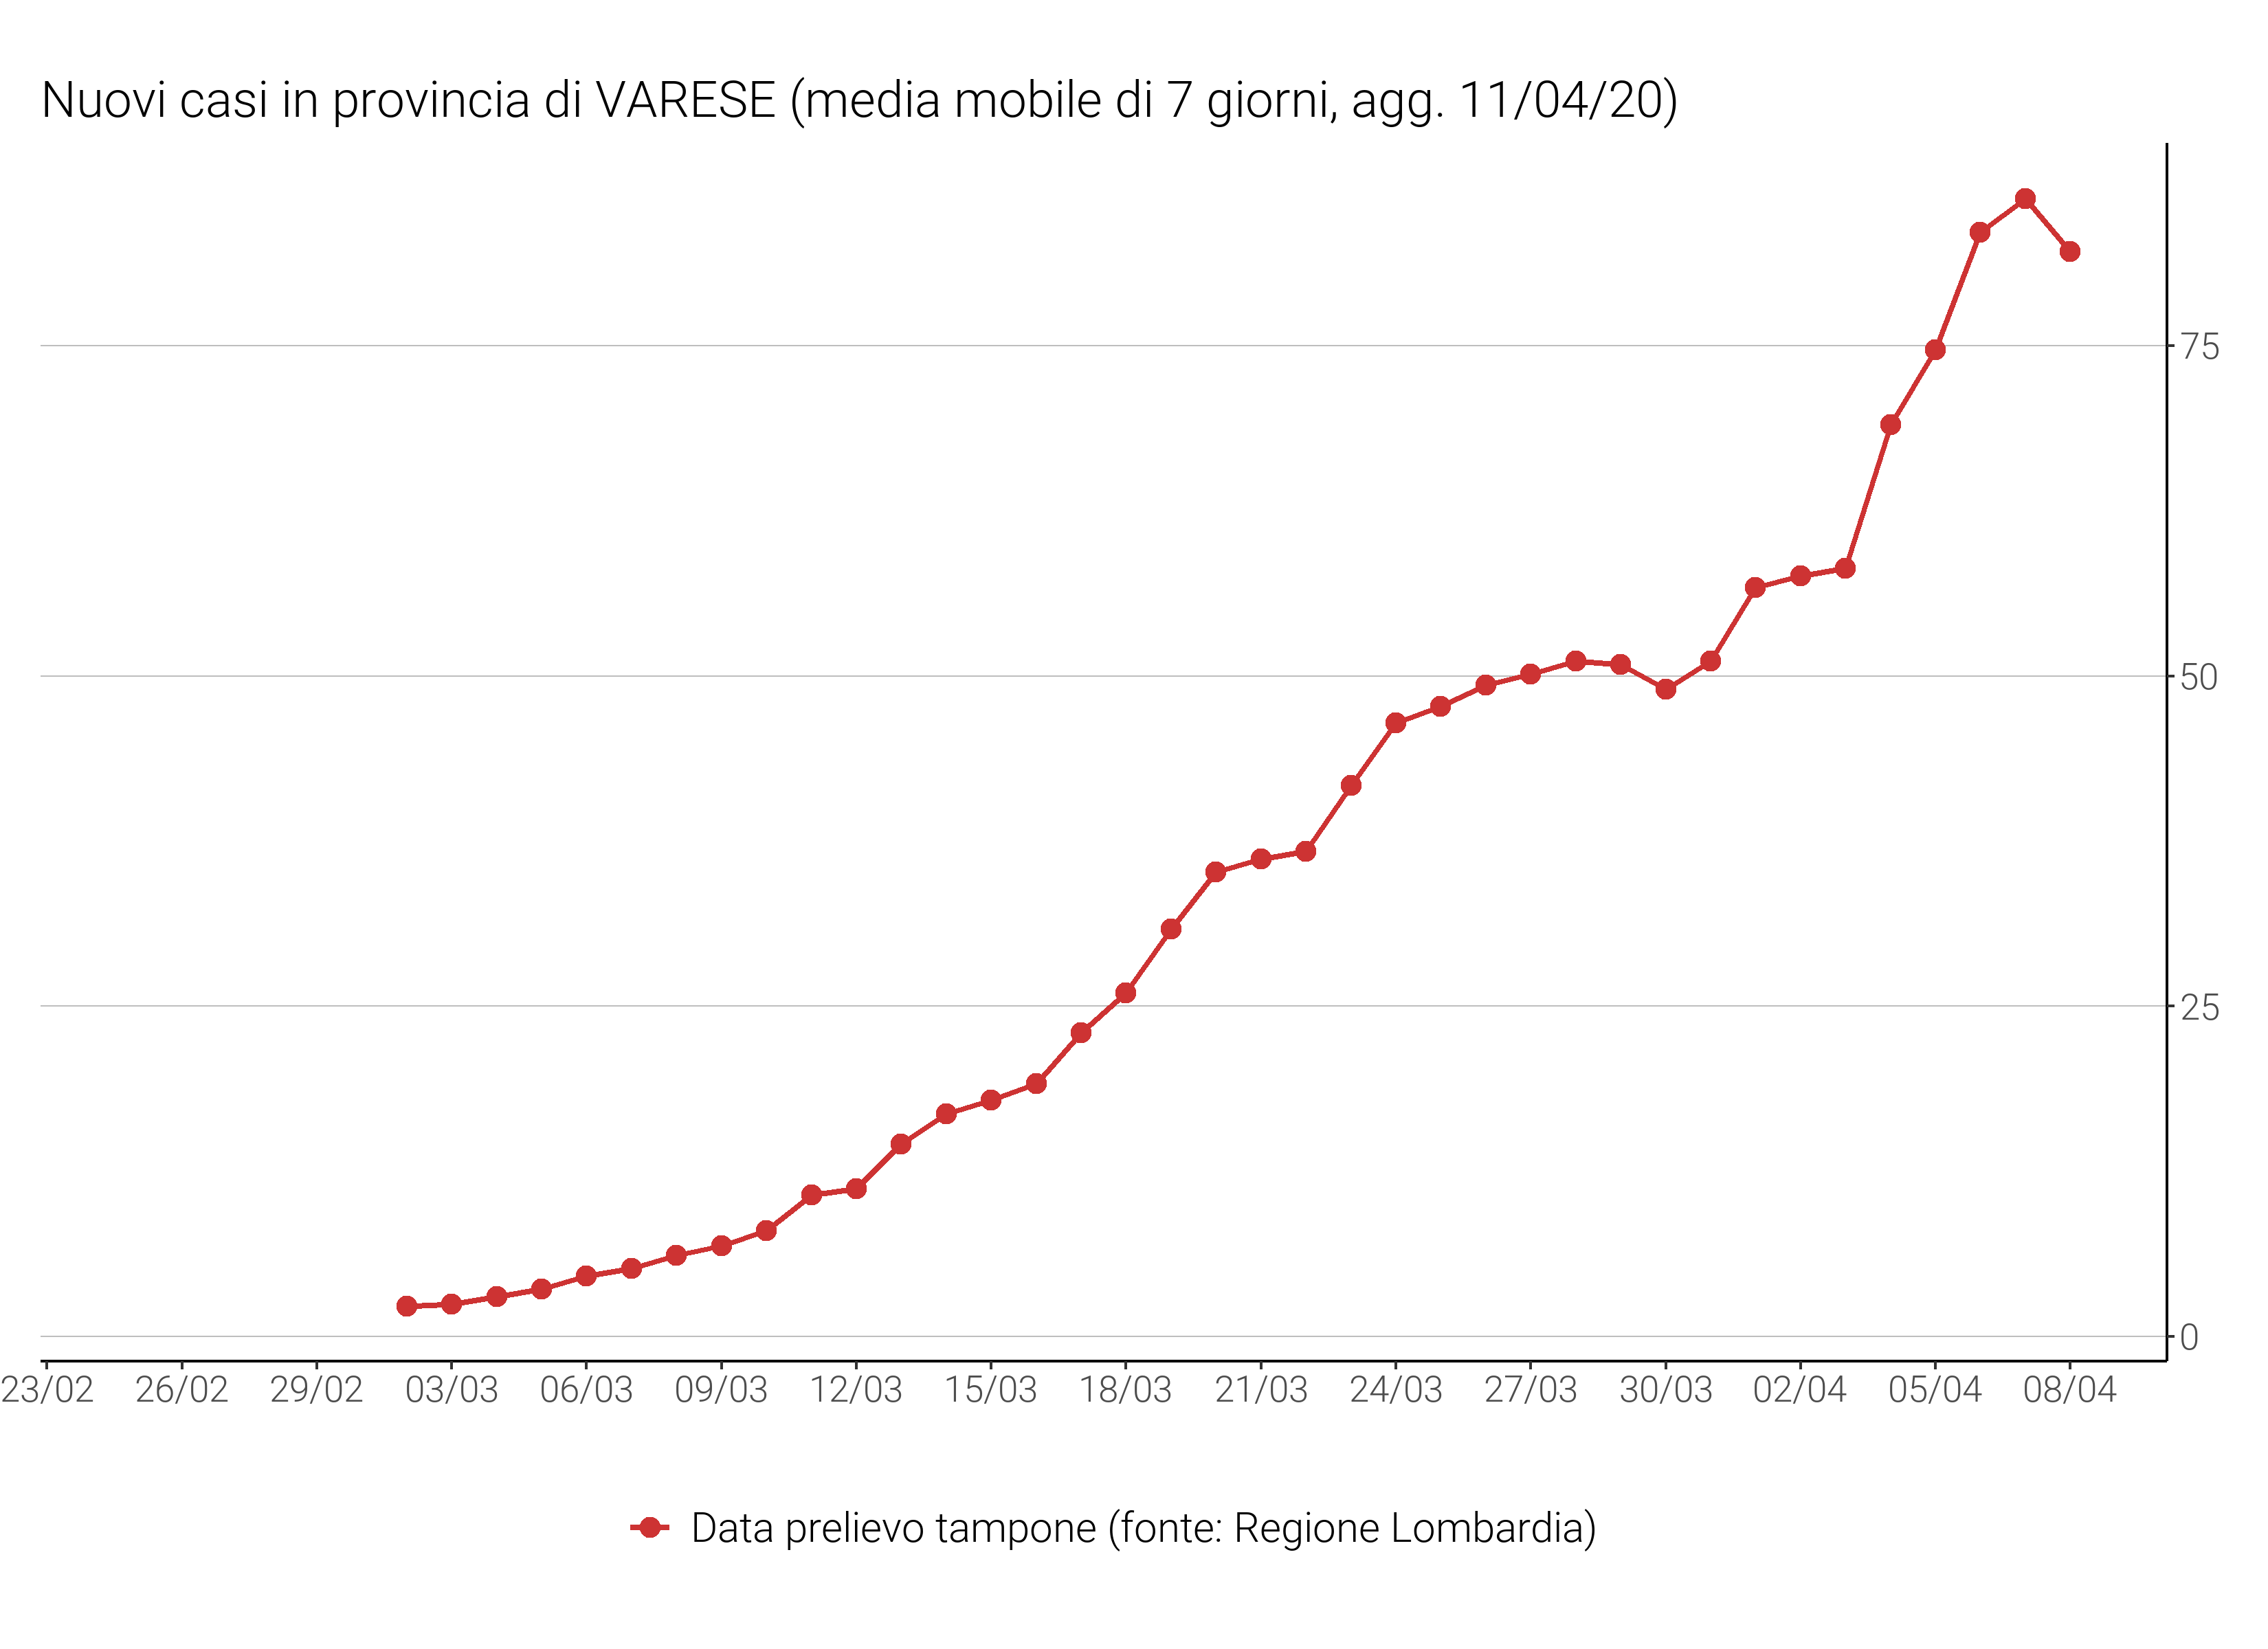 Nuovi casi in provincia di VARESE (media mobile di 7 giorni, agg. 11/04/20)
75
50
25
0
23/02 26/02 29/02 03/03 06/03 09/03 12/03 15/03 18/03 21/03 24/03 27/03 30/03 02/04 05/04 08/04
Data prelievo tampone (fonte: Regione Lombardia)